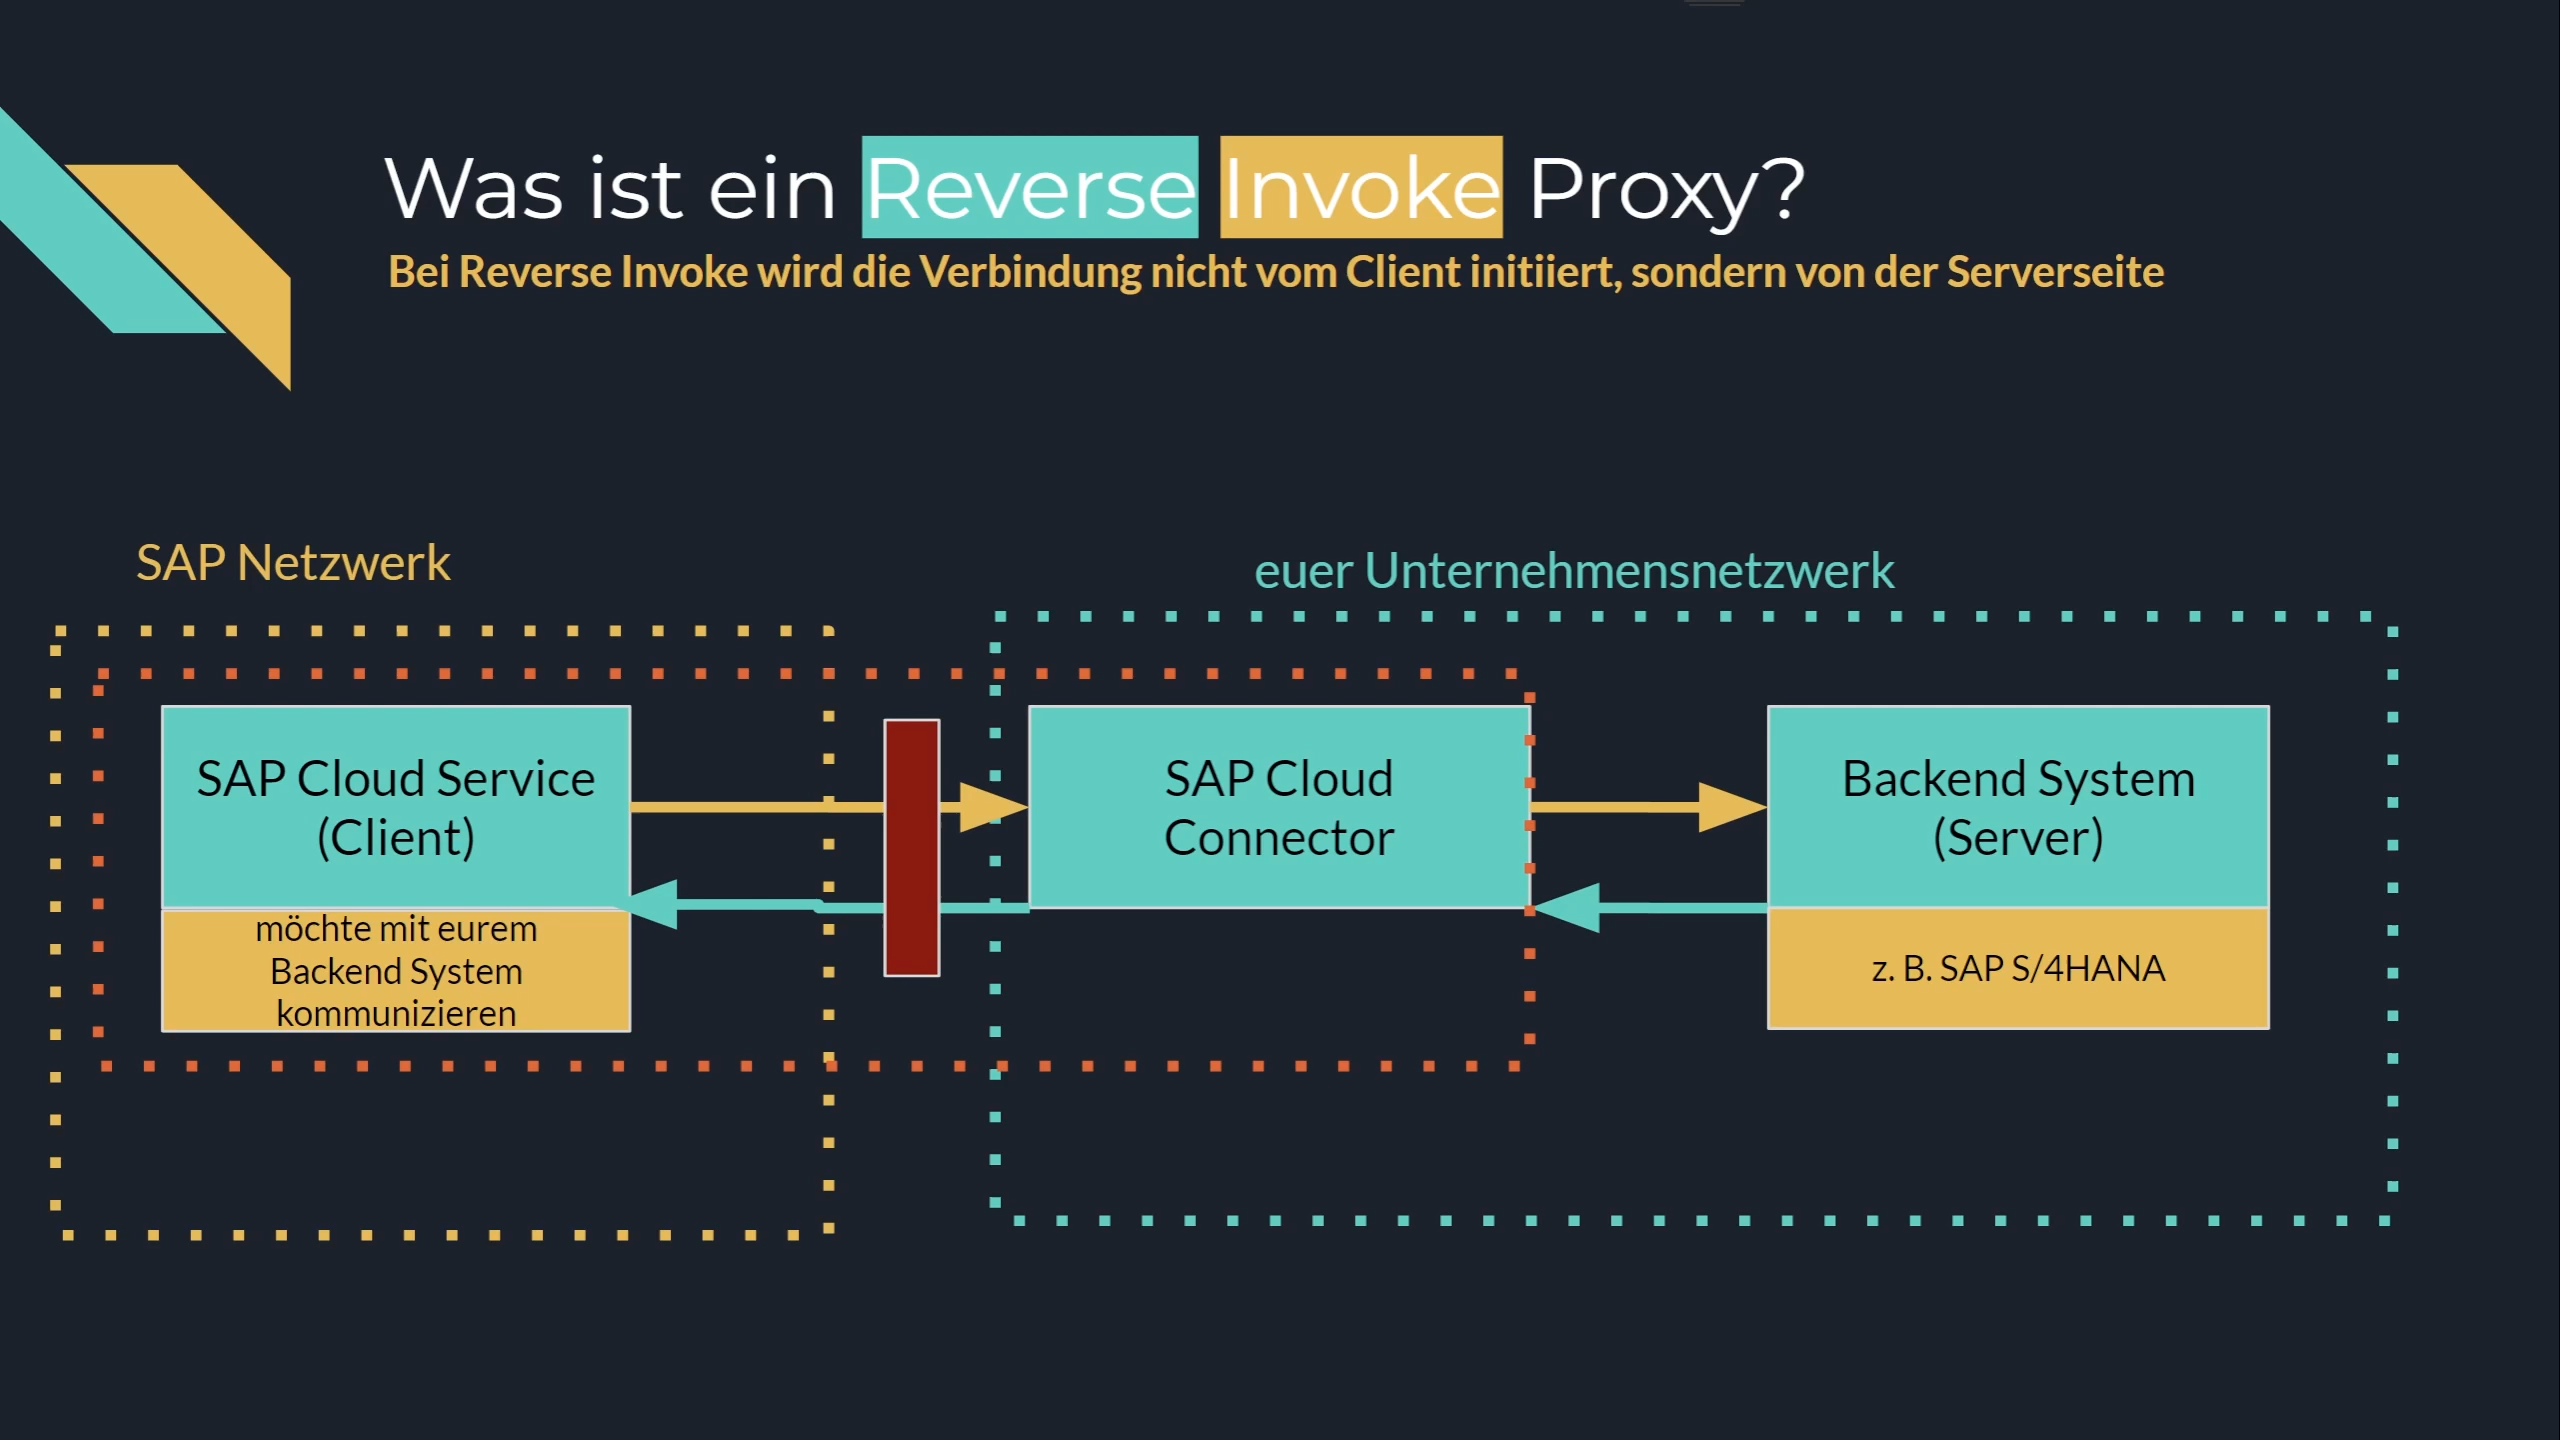 Was ist ein Reverse Invoke Proxy?
Bei Reverse Invoke wird die Verbindung nicht vom Client initiiert, sondern von der Serverseite
SAP Netzwerk
euer Unternehmensnetzwerk
SAP Cloud Service
(Client)
möchte mit eurem
Backend System
kommunizieren
SAP Cloud
Connector
Backend System
(Server)
z. B. SAP S/4HANA